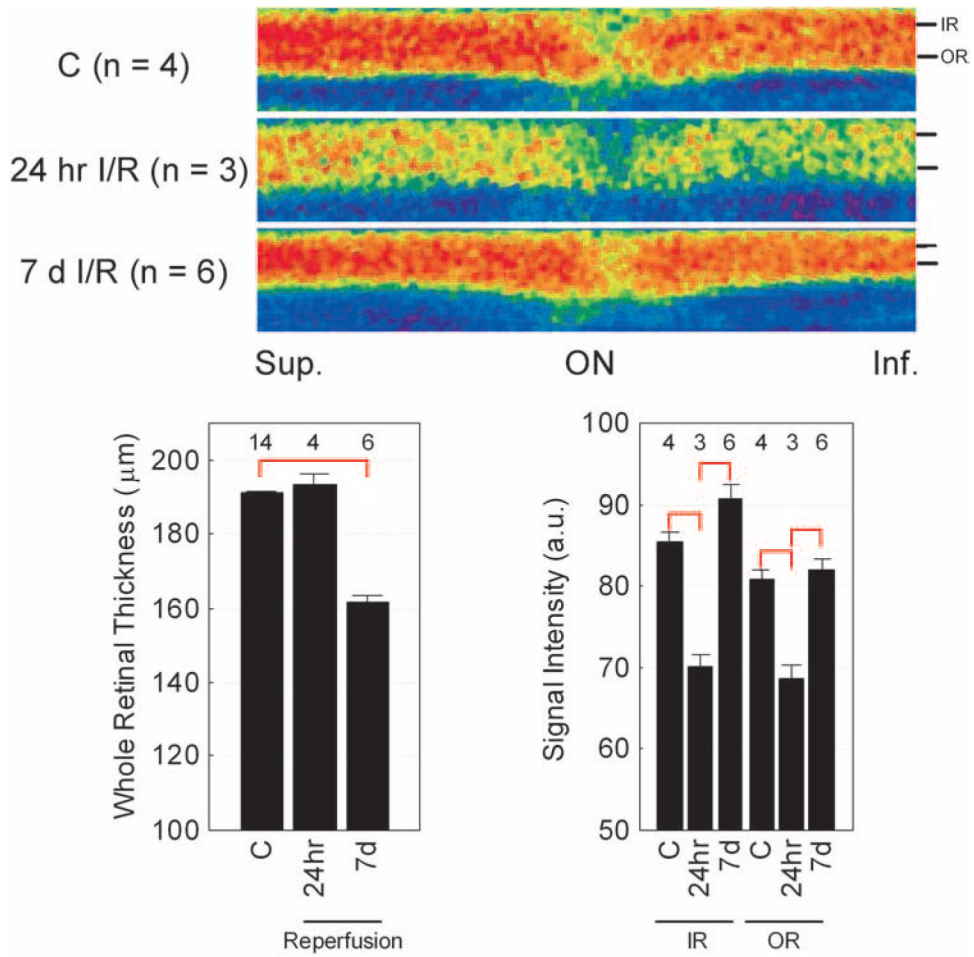 C (n = 4)
IR
OR
24 hr I/R (n = 3)
7 d I/R (n = 6)
Sup. ON Inf.
Whole Retinal Thickness (μm)
200
180
160
140
120
100
14 4 6
C 24hr 7d
Reperfusion
Signal Intensity (a.u.)
100
90
80
70
60
50
4 3 6 4 3 6
C 24hr 7d C 24hr 7d
IR OR